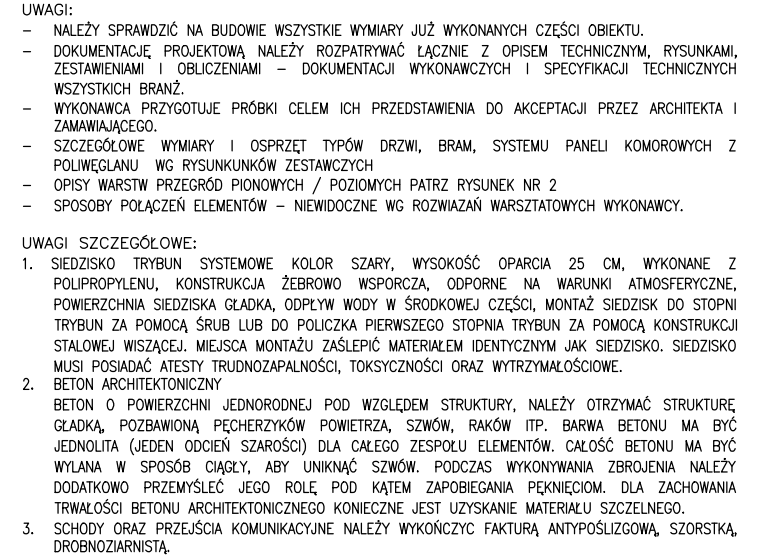 UWAGI:
– NALEŻY SPRAWDZIĆ NA BUDOWIE WSZYSTKIE WYMIARY JUŻ WYKONANYCH CZĘŚCI OBIEKTU.
– DOKUMENTACJĘ PROJEKTOWĄ NALEŻY ROZPATRYWAĆ ŁĄCZNIE Z OPISEM TECHNICZNYM, RYSUNKAMI,
ZESTAWIENIAMI I OBLICZENIAMI – DOKUMENTACJI WYKONAWCZYCH I SPECYFIKACJI TECHNICZNYCH
WSZYSTKICH BRANŻ.
– WYKONAWCA PRZYGOTUJE PRÓBKI CELEM ICH PRZEDSTAWIENIA DO AKCEPTACJI PRZEZ ARCHITEKTA I
ZAMAWIAJĄCEGO.
– SZCZEGÓŁOWE WYMIARY I OSPRZĘT TYPÓW DRZWI, BRAM, SYSTEMU PANELI KOMOROWYCH Z
POLIWĘGLANU WG RYSUNKUNKÓW ZESTAWCZYCH
– OPISY WARSTW PRZEGRÓD PIONOWYCH / POZIOMYCH PATRZ RYSUNEK NR 2
– SPOSOBY POŁĄCZEŃ ELEMENTÓW – NIEWIDOCZNE WG ROZWIAZAŃ WARSZTATOWYCH WYKONAWCY.
UWAGI SZCZEGÓŁOWE:
1. SIEDZISKO TRYBUN SYSTEMOWE KOLOR SZARY, WYSOKOŚĆ OPARCIA 25 CM, WYKONANE Z
POLIPROPYLENU, KONSTRUKCJA ŻEBROWO WSPORCZA, ODPORNE NA WARUNKI ATMOSFERYCZNE,
POWIERZCHNIA SIEDZISKA GŁADKA, ODPŁYW WODY W ŚRODKOWEJ CZĘŚCI, MONTAŻ SIEDZISK DO STOPNI
TRYBUN ZA POMOCĄ ŚRUB LUB DO POLICZKA PIERWSZEGO STOPNIA TRYBUN ZA POMOCĄ KONSTRUKCJI
STALOWEJ WISZĄCEJ. MIEJSCA MONTAŻU ZAŚLEPIĆ MATERIAŁEM IDENTYCZNYM JAK SIEDZISKO. SIEDZISKO
MUSI POSIADAĆ ATESTY TRUDNOZAPALNOŚCI, TOKSYCZNOŚCI ORAZ WYTRZYMAŁOŚCIOWE.
2. BETON ARCHITEKTONICZNY
BETON O POWIERZCHNI JEDNORODNEJ POD WZGLĘDEM STRUKTURY, NALEŻY OTRZYMAĆ STRUKTURĘ
GŁADKĄ, POZBAWIONĄ PĘCHERZYKÓW POWIETRZA, SZWÓW, RAKÓW ITP. BARWA BETONU MA BYĆ
JEDNOLITA (JEDEN ODCIEŃ SZAROŚCI) DLA CAŁEGO ZESPOŁU ELEMENTÓW. CAŁOŚĆ BETONU MA BYĆ
WYLANA W SPOSÓB CIĄGŁY, ABY UNIKNĄĆ SZWÓW. PODCZAS WYKONYWANIA ZBROJENIA NALEŻY
DODATKOWO PRZEMYŚLEĆ JEGO ROLĘ POD KĄTEM ZAPOBIEGANIA PĘKNIĘCIOM. DLA ZACHOWANIA
TRWAŁOŚCI BETONU ARCHITEKTONICZNEGO KONIECZNE JEST UZYSKANIE MATERIAŁU SZCZELNEGO.
3. SCHODY ORAZ PRZEJŚCIA KOMUNIKACYJNE NALEŻY WYKOŃCZYC FAKTURĄ ANTYPOŚLIZGOWĄ, SZORSTKĄ,
DROBNOZIARNISTĄ.